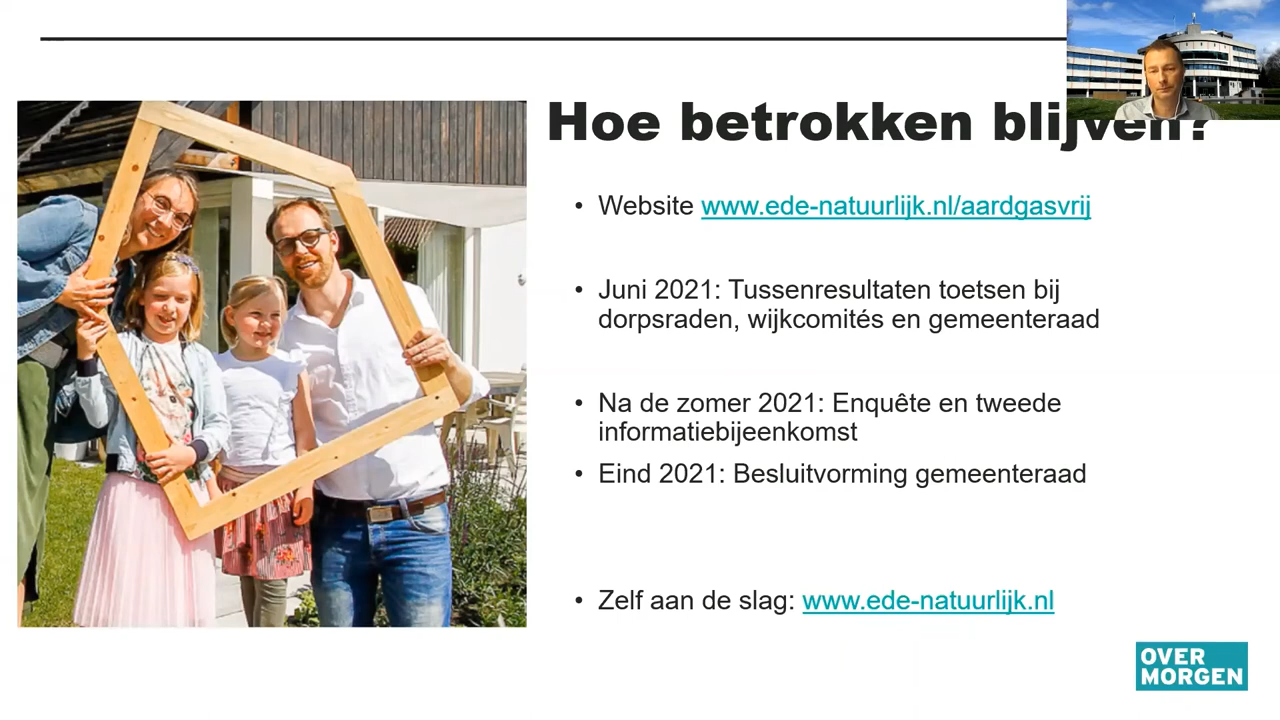 Hoe betrokken blijven?
• Website www.ede-natuurlijk.nl/aardgasvrij
• Juni 2021: Tussenresultaten toetsen bij
dorpsraden, wijkcomités en gemeenteraad
• Na de zomer 2021: Enquête en tweede
informatiebijeenkomst
• Eind 2021: Besluitvorming gemeenteraad
• Zelf aan de slag: www.ede-natuurlijk.nl
OVER
MORGEN